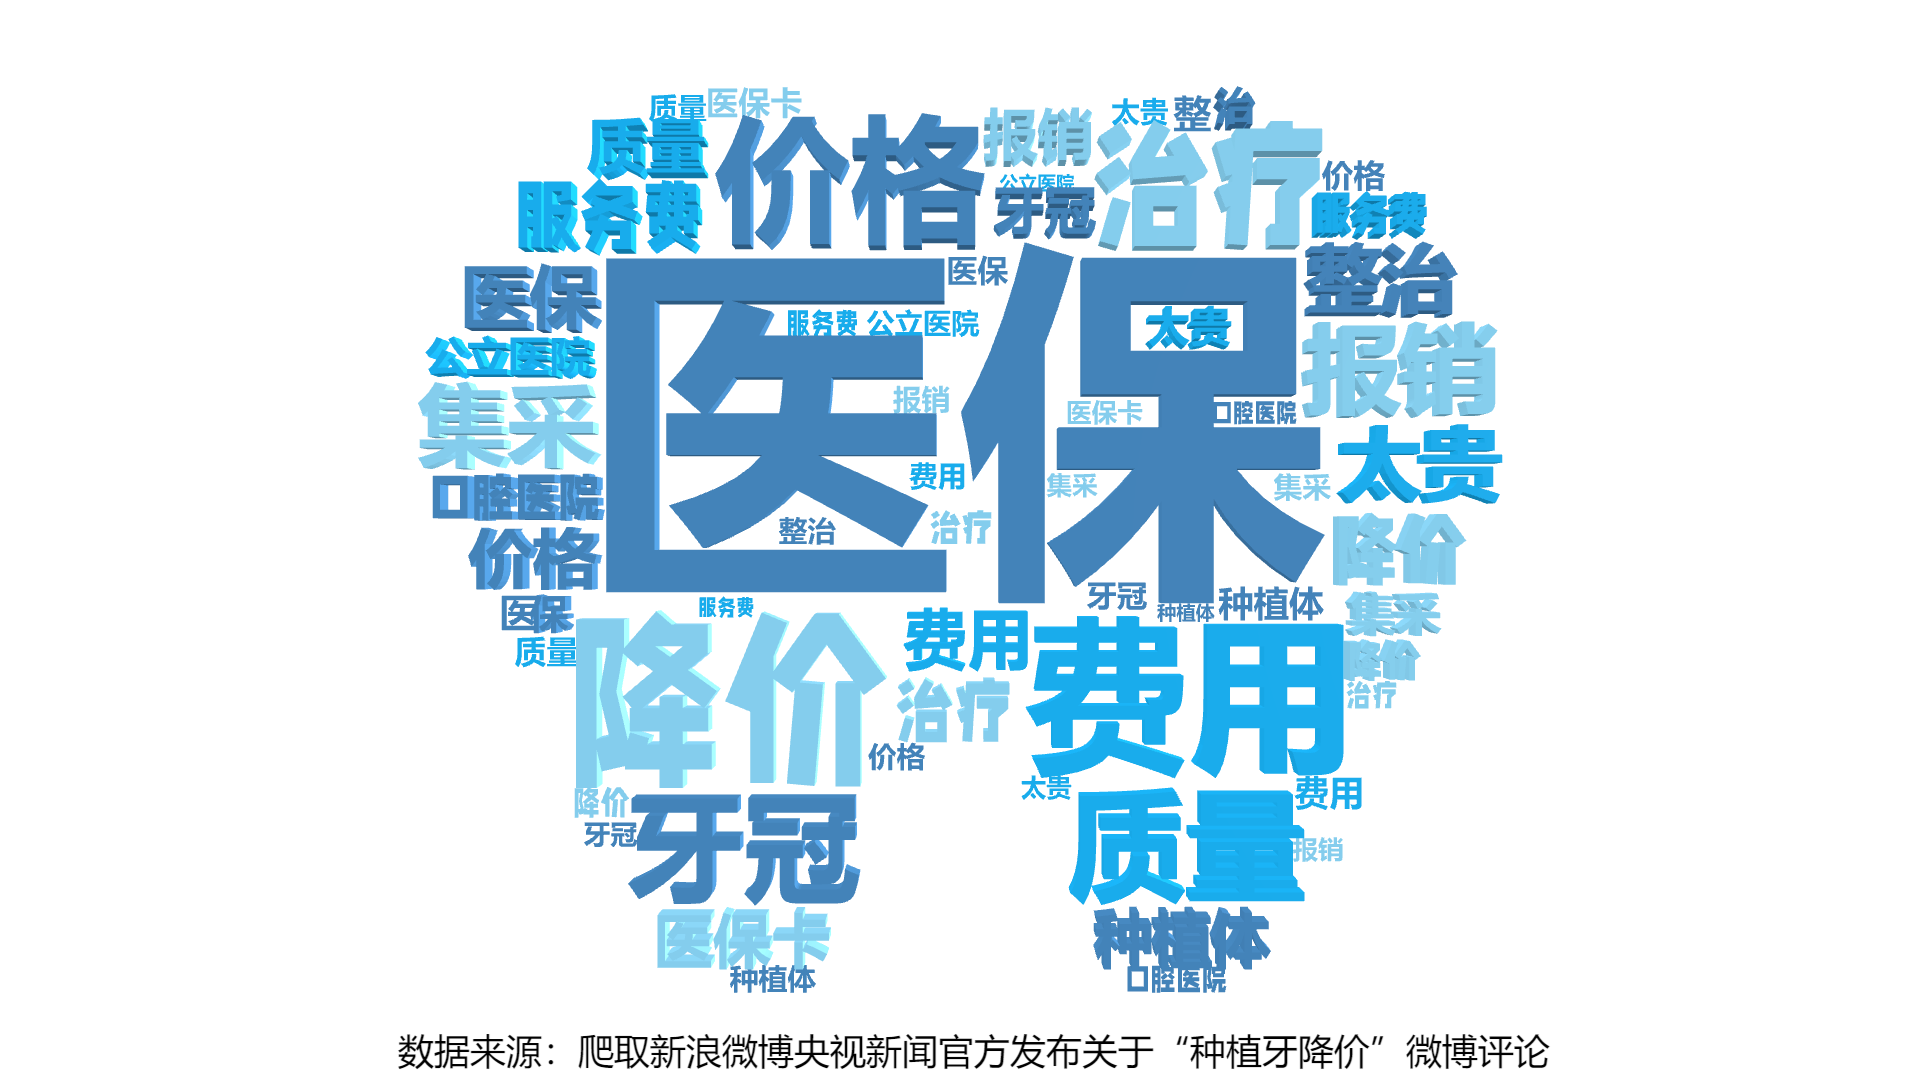 质量 医保卡 太贵 整治
质量 价格 报销 治疗 价格
公立医院
服务费 牙冠 服务费
医保 医保 整治
医保
服务费 公立医院 太贵
公立医院 报销
集采 报销 医保卡 口腔医院
费用 集采 集采 太贵
口腔医院 整治 治疗 降价
价格
医保 服务费 牙冠 种植体 种植体 集采
质量 降价 费用 费用 降价
治疗 治疗
价格
降价 太贵 费用
牙冠 牙冠 质量 报销
医保卡 种植体
种植体 口腔医院
数据来源：爬取新浪微博央视新闻官方发布关于“种植牙降价”微博评论